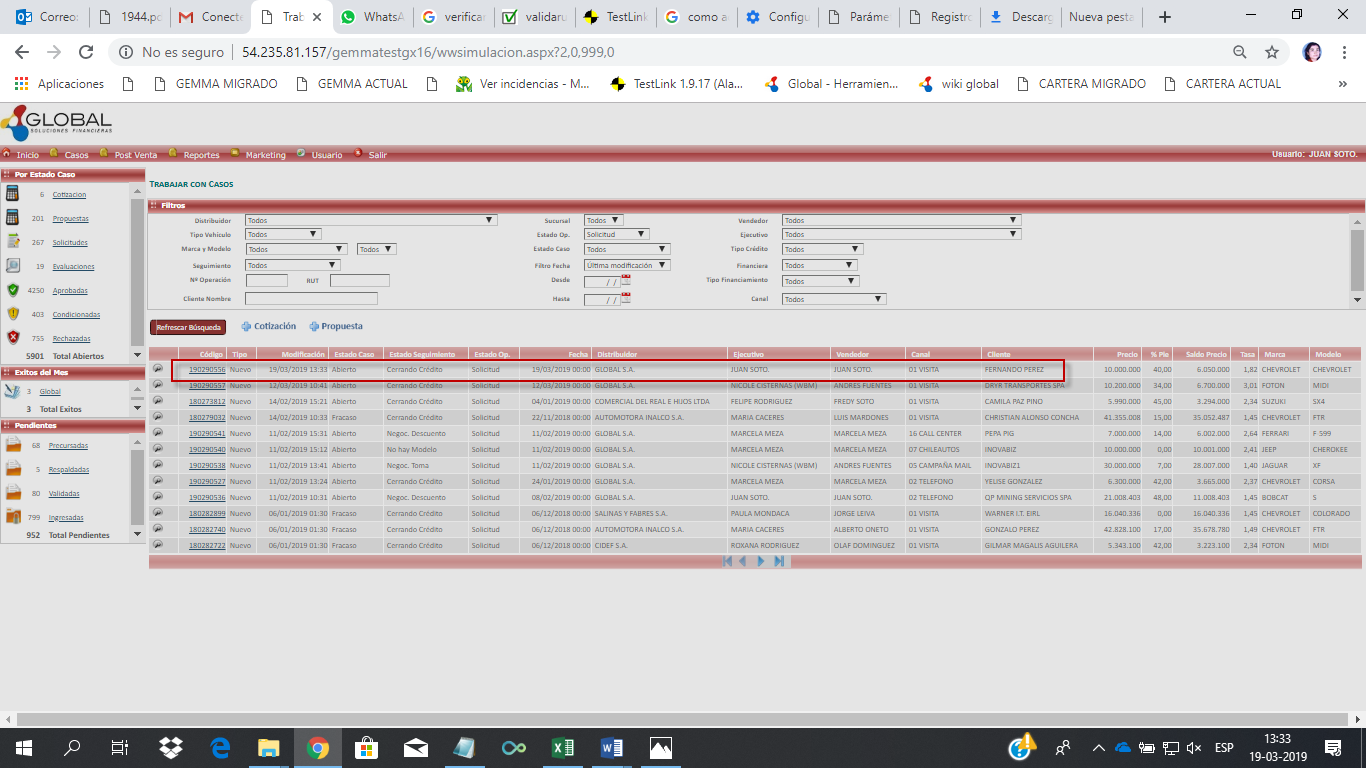 Correo: 1944.pd Conecte Trab WhatsA verificar validaru TestLink como ac Configu Parámet Registro Descarg Nueva pesta
No es seguro 54.235.81.157/gemmatestgx16/wwsimulacion.aspx?2,0,999,0
Aplicaciones GEMMA MIGRADO GEMMA ACTUAL Ver incidencias - M... TestLink 1.9.17 (Ala... Global - Herramien... wiki global CARTERA MIGRADO CARTERA ACTUAL »
GLOBAL
SOLUCIONES FINANCIERAS
Inicio Casos Post Venta Reportes Marketing Usuario Salir Usuario: JUAN SOTO.
Por Estado Caso
6 Cotizacion
201 Propuestas
267 Solicitudes
19 Evaluaciones
4250 Aprobadas
403 Condicionadas
755 Rechazadas
5901 Total Abiertos
Exitos del Mes
3 Global
3 Total Exitos
Pendientes
68 Precursadas
5 Respaldadas
80 Validadas
799 Ingresadas
952 Total Pendientes
TRABAJAR CON CASOS
Filtros
Distribuidor Todos Sucursal Todos Vendedor Todos
Tipo Vehículo Todos Estado Op. Solicitud Ejecutivo Todos
Marca y Modelo Todos Todos Estado Caso Todos Tipo Crédito Todos
Seguimiento Todos Filtro Fecha Última modificación Financiera Todos
Nº Operación RUT Desde / / Tipo Financiamiento Todos
Cliente Nombre Hasta / / Canal Todos
Refrescar Búsqueda Cotización Propuesta
Código Tipo Modificación Estado Caso Estado Seguimiento Estado Op. Fecha Distribuidor Ejecutivo Vendedor Canal Cliente Precio % Pie Saldo Precio Tasa Marca Modelo
190290556 Nuevo 19/03/2019 13:33 Abierto Cerrando Crédito Solicitud 19/03/2019 00:00 GLOBAL S.A. JUAN SOTO. JUAN SOTO. 01 VISITA FERNANDO PEREZ 10.000.000 40,00 6.050.000 1,82 CHEVROLET CHEVROLET
190290557 Nuevo 12/03/2019 10:41 Abierto Cerrando Crédito Solicitud 12/03/2019 00:00 GLOBAL S.A. NICOLE CISTERNAS (WBM) ANDRES FUENTES 01 VISITA DRYR TRANSPORTES SPA 10.200.000 34,00 6.700.000 3,01 FOTON MIDI
180273812 Nuevo 14/02/2019 15:21 Abierto Cerrando Crédito Solicitud 04/01/2019 00:00 COMERCIAL DEL REAL E HIJOS LTDA FELIPE RODRIGUEZ FREDY SOTO 01 VISITA CAMILA PAZ PINO 5.990.000 45,00 3.294.000 2,34 SUZUKI SX4
180279032 Nuevo 14/02/2019 10:33 Fracaso Cerrando Crédito Solicitud 22/11/2018 00:00 AUTOMOTORA INALCO S.A. MARIA CACERES LUIS MARDONES 01 VISITA CHRISTIAN ALONSO CONCHA 41.355.008 15,00 35.052.487 1,45 CHEVROLET FTR
190290541 Nuevo 11/02/2019 15:31 Abierto Negoc. Descuento Solicitud 11/02/2019 00:00 GLOBAL S.A. MARCELA MEZA MARCELA MEZA 16 CALL CENTER PEPA PIG 7.000.000 14,00 6.002.000 2,64 FERRARI F 599
190290540 Nuevo 11/02/2019 15:12 Abierto No hay Modelo Solicitud 11/02/2019 00:00 GLOBAL S.A. MARCELA MEZA MARCELA MEZA 07 CHILEAUTOS INOVABIZ 10.000.000 0,00 10.001.000 2,41 JEEP CHEROKEE
190290538 Nuevo 11/02/2019 13:41 Abierto Negoc. Toma Solicitud 11/02/2019 00:00 GLOBAL S.A. NICOLE CISTERNAS (WBM) ANDRES FUENTES 05 CAMPAÑA MAIL INOVABIZ1 30.000.000 7,00 28.007.000 1,40 JAGUAR XF
190290527 Nuevo 11/02/2019 13:24 Abierto Cerrando Crédito Solicitud 24/01/2019 00:00 GLOBAL S.A. MARCELA MEZA MARCELA MEZA 02 TELEFONO YELISE GONZALEZ 6.300.000 42,00 3.665.000 2,37 CHEVROLET CORSA
190290536 Nuevo 11/02/2019 10:31 Abierto Negoc. Descuento Solicitud 08/02/2019 00:00 GLOBAL S.A. JUAN SOTO. JUAN SOTO. 02 TELEFONO QP MINING SERVICIOS SPA 21.008.403 48,00 11.008.403 1,45 BOBCAT S
180282899 Nuevo 06/01/2019 01:30 Fracaso Cerrando Crédito Solicitud 06/12/2018 00:00 SALINAS Y FABRES S.A. PAULA MONDACA JORGE LEIVA 01 VISITA WARNER I.T. EIRL 16.040.336 0,00 16.040.336 1,45 CHEVROLET COLORADO
180282740 Nuevo 06/01/2019 01:30 Fracaso Cerrando Crédito Solicitud 06/12/2018 00:00 AUTOMOTORA INALCO S.A. MARIA CACERES ALBERTO ONETO 01 VISITA GONZALO PEREZ 42.828.100 17,00 35.678.780 1,49 CHEVROLET FTR
180282722 Nuevo 06/01/2019 01:30 Fracaso Cerrando Crédito Solicitud 06/12/2018 00:00 CIDEF S.A. ROXANA RODRIGUEZ OLAF DOMINGUEZ 01 VISITA GILMAR MAGALIS AGUILERA 5.343.100 42,00 3.223.100 2,34 FOTON MIDI
ESP 13:33
19-03-2019